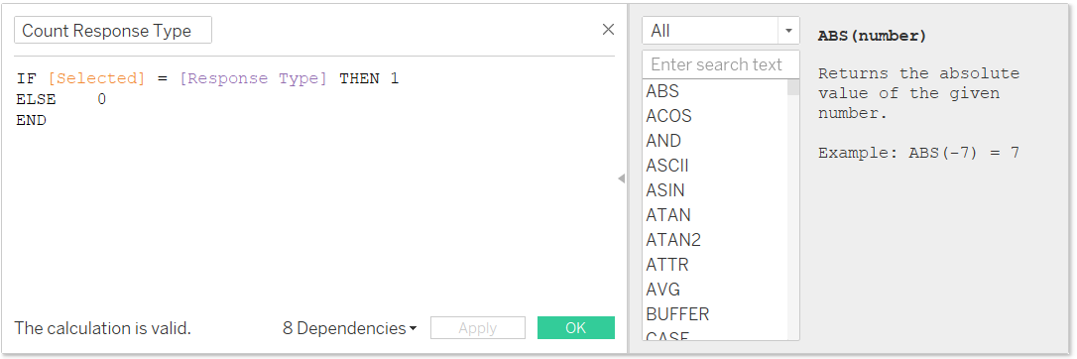 Count Response Type
IF [Selected] = [Response Type] THEN 1
ELSE 0
END
The calculation is valid.
8 Dependencies
Apply
OK
All
Enter search text
ABS
ACOS
AND
ASCII
ASIN
ATAN
ATAN2
ATTR
AVG
BUFFER
CASE
ABS(number)
Returns the absolute
value of the given
number.
Example: ABS(-7) = 7